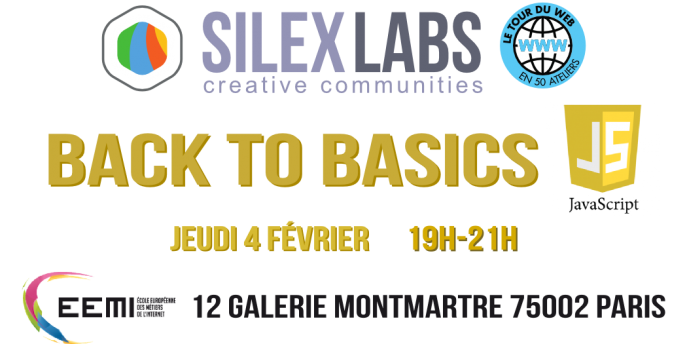 SILEX LABS
creative communities
LE TOUR DU WEB
WWW
EN 50 ATELIERS
BACK TO BASICS
JS
JavaScript
JEUDI 4 FÉVRIER 19H-21H
EEMI
ÉCOLE EUROPÉENNE
DES MÉTIERS
DE L'INTERNET
12 GALERIE MONTMARTRE 75002 PARIS